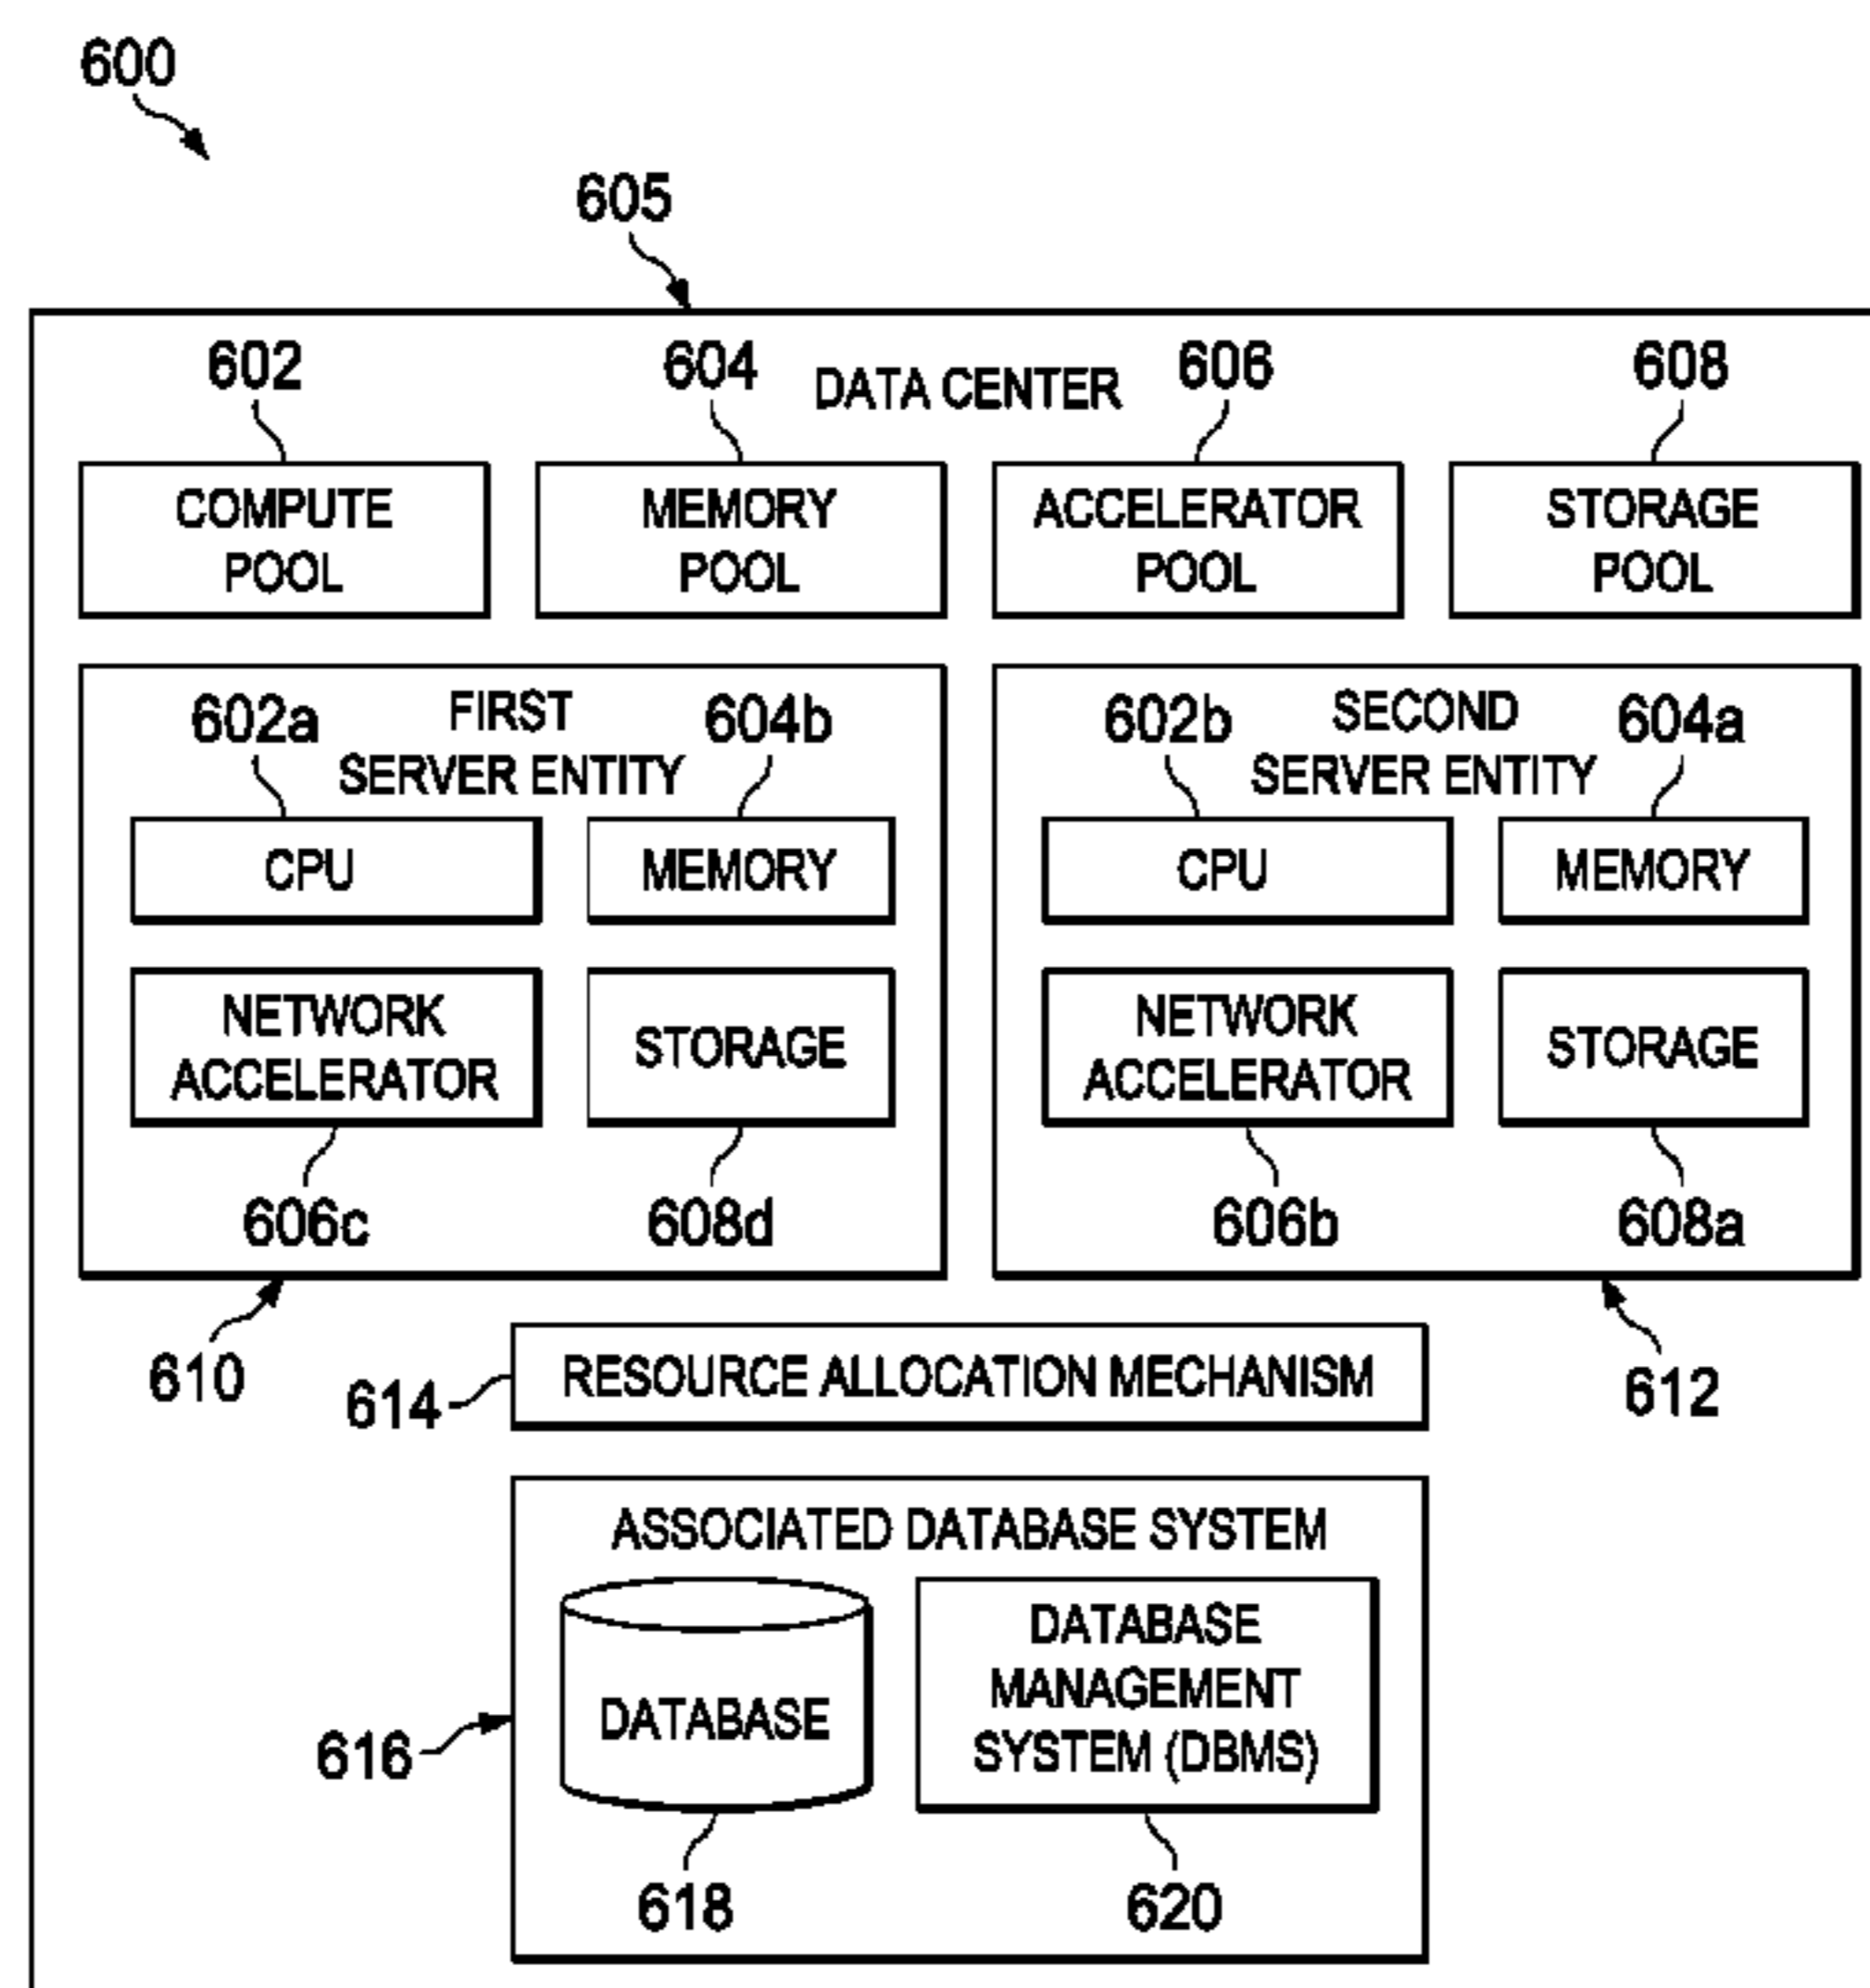 600
605
602
604
DATA CENTER
606
608
COMPUTE
POOL
MEMORY
POOL
ACCELERATOR
POOL
STORAGE
POOL
602a
FIRST
SERVER ENTITY
604b
CPU
MEMORY
NETWORK
ACCELERATOR
STORAGE
606c
608d
610
602b
SECOND
SERVER ENTITY
604a
CPU
MEMORY
NETWORK
ACCELERATOR
STORAGE
606b
608a
612
614
RESOURCE ALLOCATION MECHANISM
ASSOCIATED DATABASE SYSTEM
616
DATABASE
DATABASE
MANAGEMENT
SYSTEM (DBMS)
618
620